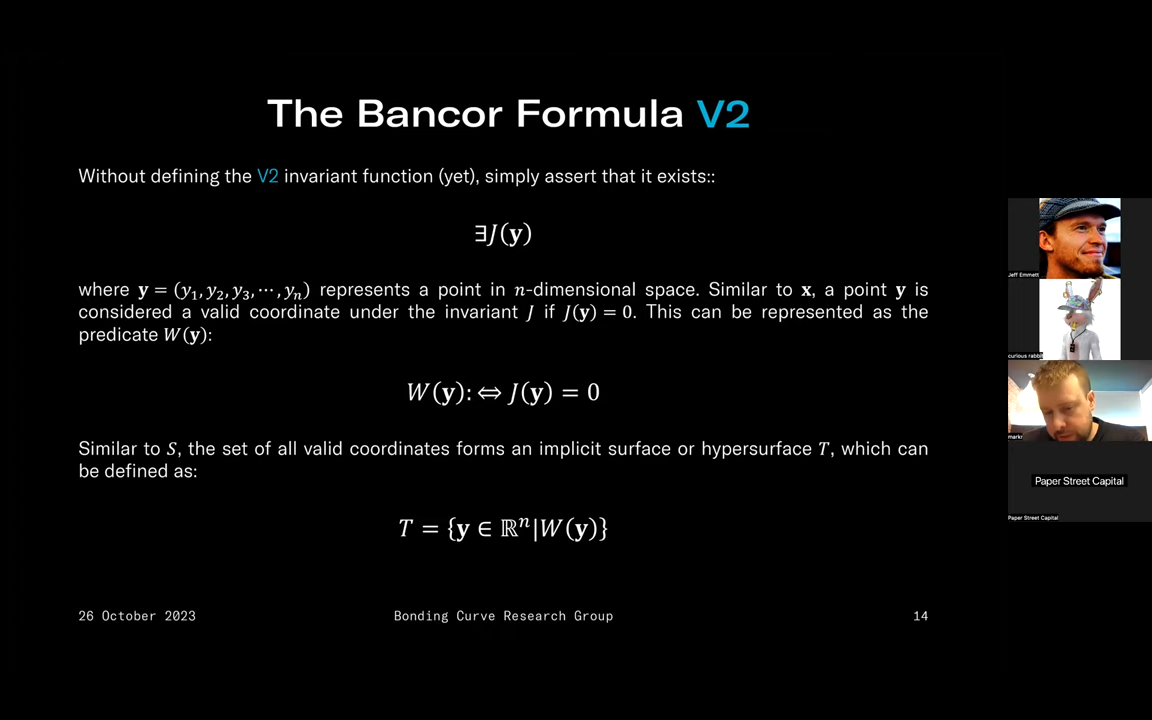 The Bancor Formula V2
Without defining the V2 invariant function (yet), simply assert that it exists::
∃J(y)
where y = (y₁, y₂, y₃, ⋯, yₙ) represents a point in n-dimensional space. Similar to x, a point y is
considered a valid coordinate under the invariant J if J(y) = 0. This can be represented as the
predicate W(y):
W(y): ⇔ J(y) = 0
Similar to S, the set of all valid coordinates forms an implicit surface or hypersurface T, which can
be defined as:
T = {y ∈ ℝⁿ|W(y)}
26 October 2023
Bonding Curve Research Group
14
Jeff Emmett
curious rabbit
markr
Paper Street Capital
Paper Street Capital